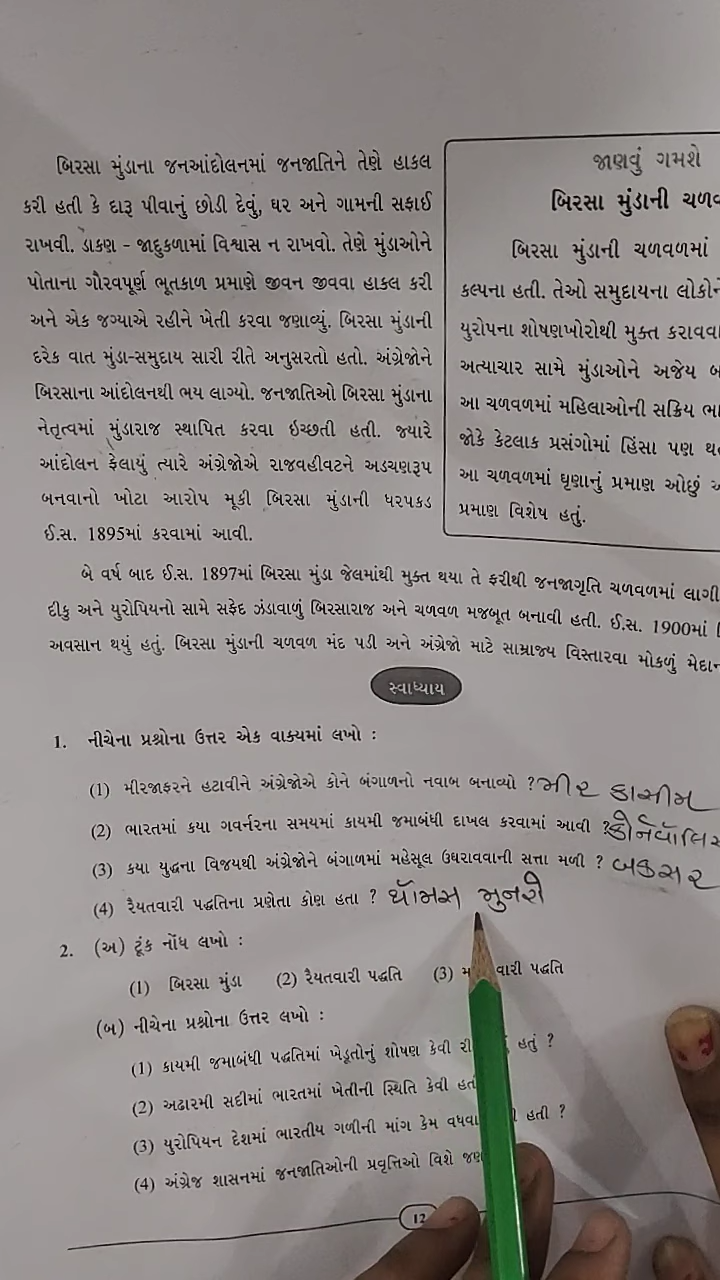 બિરસા મુંડાના જનઆંદોલનમાં જનજાતિને તેણે હાકલ
કરી હતી કે દારૂ પીવાનું છોડી દેવું, ઘર અને ગામની સફાઈ
રાખવી. ડાકણ – જાદુકળામાં વિશ્વાસ ન રાખવો. તેણે મુંડાઓને
પોતાના ગૌરવપૂર્ણ ભૂતકાળ પ્રમાણે જીવન જીવવા હાકલ કરી
અને એક જગ્યાએ રહીને ખેતી કરવા જણાવ્યું. બિરસા મુંડાની
દરેક વાત મુંડા-સમુદાય સારી રીતે અનુસરતો હતો. અંગ્રેજોને
બિરસાના આંદોલનથી ભય લાગ્યો. જનજાતિઓ બિરસા મુંડાના
નેતૃત્વમાં મુંડારાજ સ્થાપિત કરવા ઇચ્છતી હતી. જ્યારે
આંદોલન ફેલાયું ત્યારે અંગ્રેજોએ રાજવહીવટને અડચણરૂપ
બનવાનો ખોટા આરોપ મૂકી બિરસા મુંડાની ધરપકડ
ઈ.સ. 1895માં કરવામાં આવી.
જાણવું ગમશે
બિરસા મુંડાની
બિરસા મુંડાની ચળવળમાં
કલ્પના હતી. તેઓ સમુદાયના
યુરોપના શોષણખોરોથી મુક્ત
અત્યાચાર સામે મુંડાઓને અજેય
આ ચળવળમાં મહિલાઓની સક્રિય
જોકે કેટલાક પ્રસંગોમાં હિંસા પણ
આ ચળવળમાં ઘૃણાનું પ્રમાણ ઓછું
પ્રમાણ વિશેષ હતું.
બે વર્ષ બાદ ઈ.સ. 1897માં બિરસા મુંડા જેલમાંથી મુક્ત થયા તે ફરીથી જનજાગૃતિ ચળવળમાં લાગી
દીકુ અને યુરોપિયનો સામે સફેદ ઝંડાવાળું બિરસારાજ અને ચળવળ મજબૂત બનાવી હતી. ઈ.સ. 1900માં
અવસાન થયું હતું. બિરસા મુંડાની ચળવળ મંદ પડી અને અંગ્રેજો માટે સામ્રાજ્ય વિસ્તારવા મોકળું
સ્વાધ્યાય
1. નીચેના પ્રશ્નોના ઉત્તર એક વાક્યમાં લખો :
(1) મીરજાફરને હટાવીને અંગ્રેજોએ કોને બંગાળનો નવાબ બનાવ્યો ? મીર કાસીમ
(2) ભારતમાં કયા ગવર્નરના સમયમાં કાયમી જમાબંધી દાખલ કરવામાં આવી ?
(3) કયા યુદ્ધના વિજયથી અંગ્રેજોને બંગાળમાં મહેસૂલ ઉઘરાવવાની સત્તા મળી ? બકસર
(4) રૈયતવારી પદ્ધતિના પ્રણેતા કોણ હતા ? થૉમસ મુનરી
2. (અ) ટૂંક નોંધ લખો :
(1) બિરસા મુંડા (2) રૈયતવારી પદ્ધતિ (3) પદ્ધતિ
(બ) નીચેના પ્રશ્નોના ઉત્તર લખો :
(1) કાયમી જમાબંધી પદ્ધતિમાં ખેડૂતોનું શોષણ કેવી હતું ?
(2) અઢારમી સદીમાં ભારતમાં ખેતીની સ્થિતિ કેવી
(3) યુરોપિયન દેશમાં ભારતીય ગળીની માંગ કેમ હતી ?
(4) અંગ્રેજ શાસનમાં જનજાતિઓની પ્રવૃત્તિઓ વિશે
12